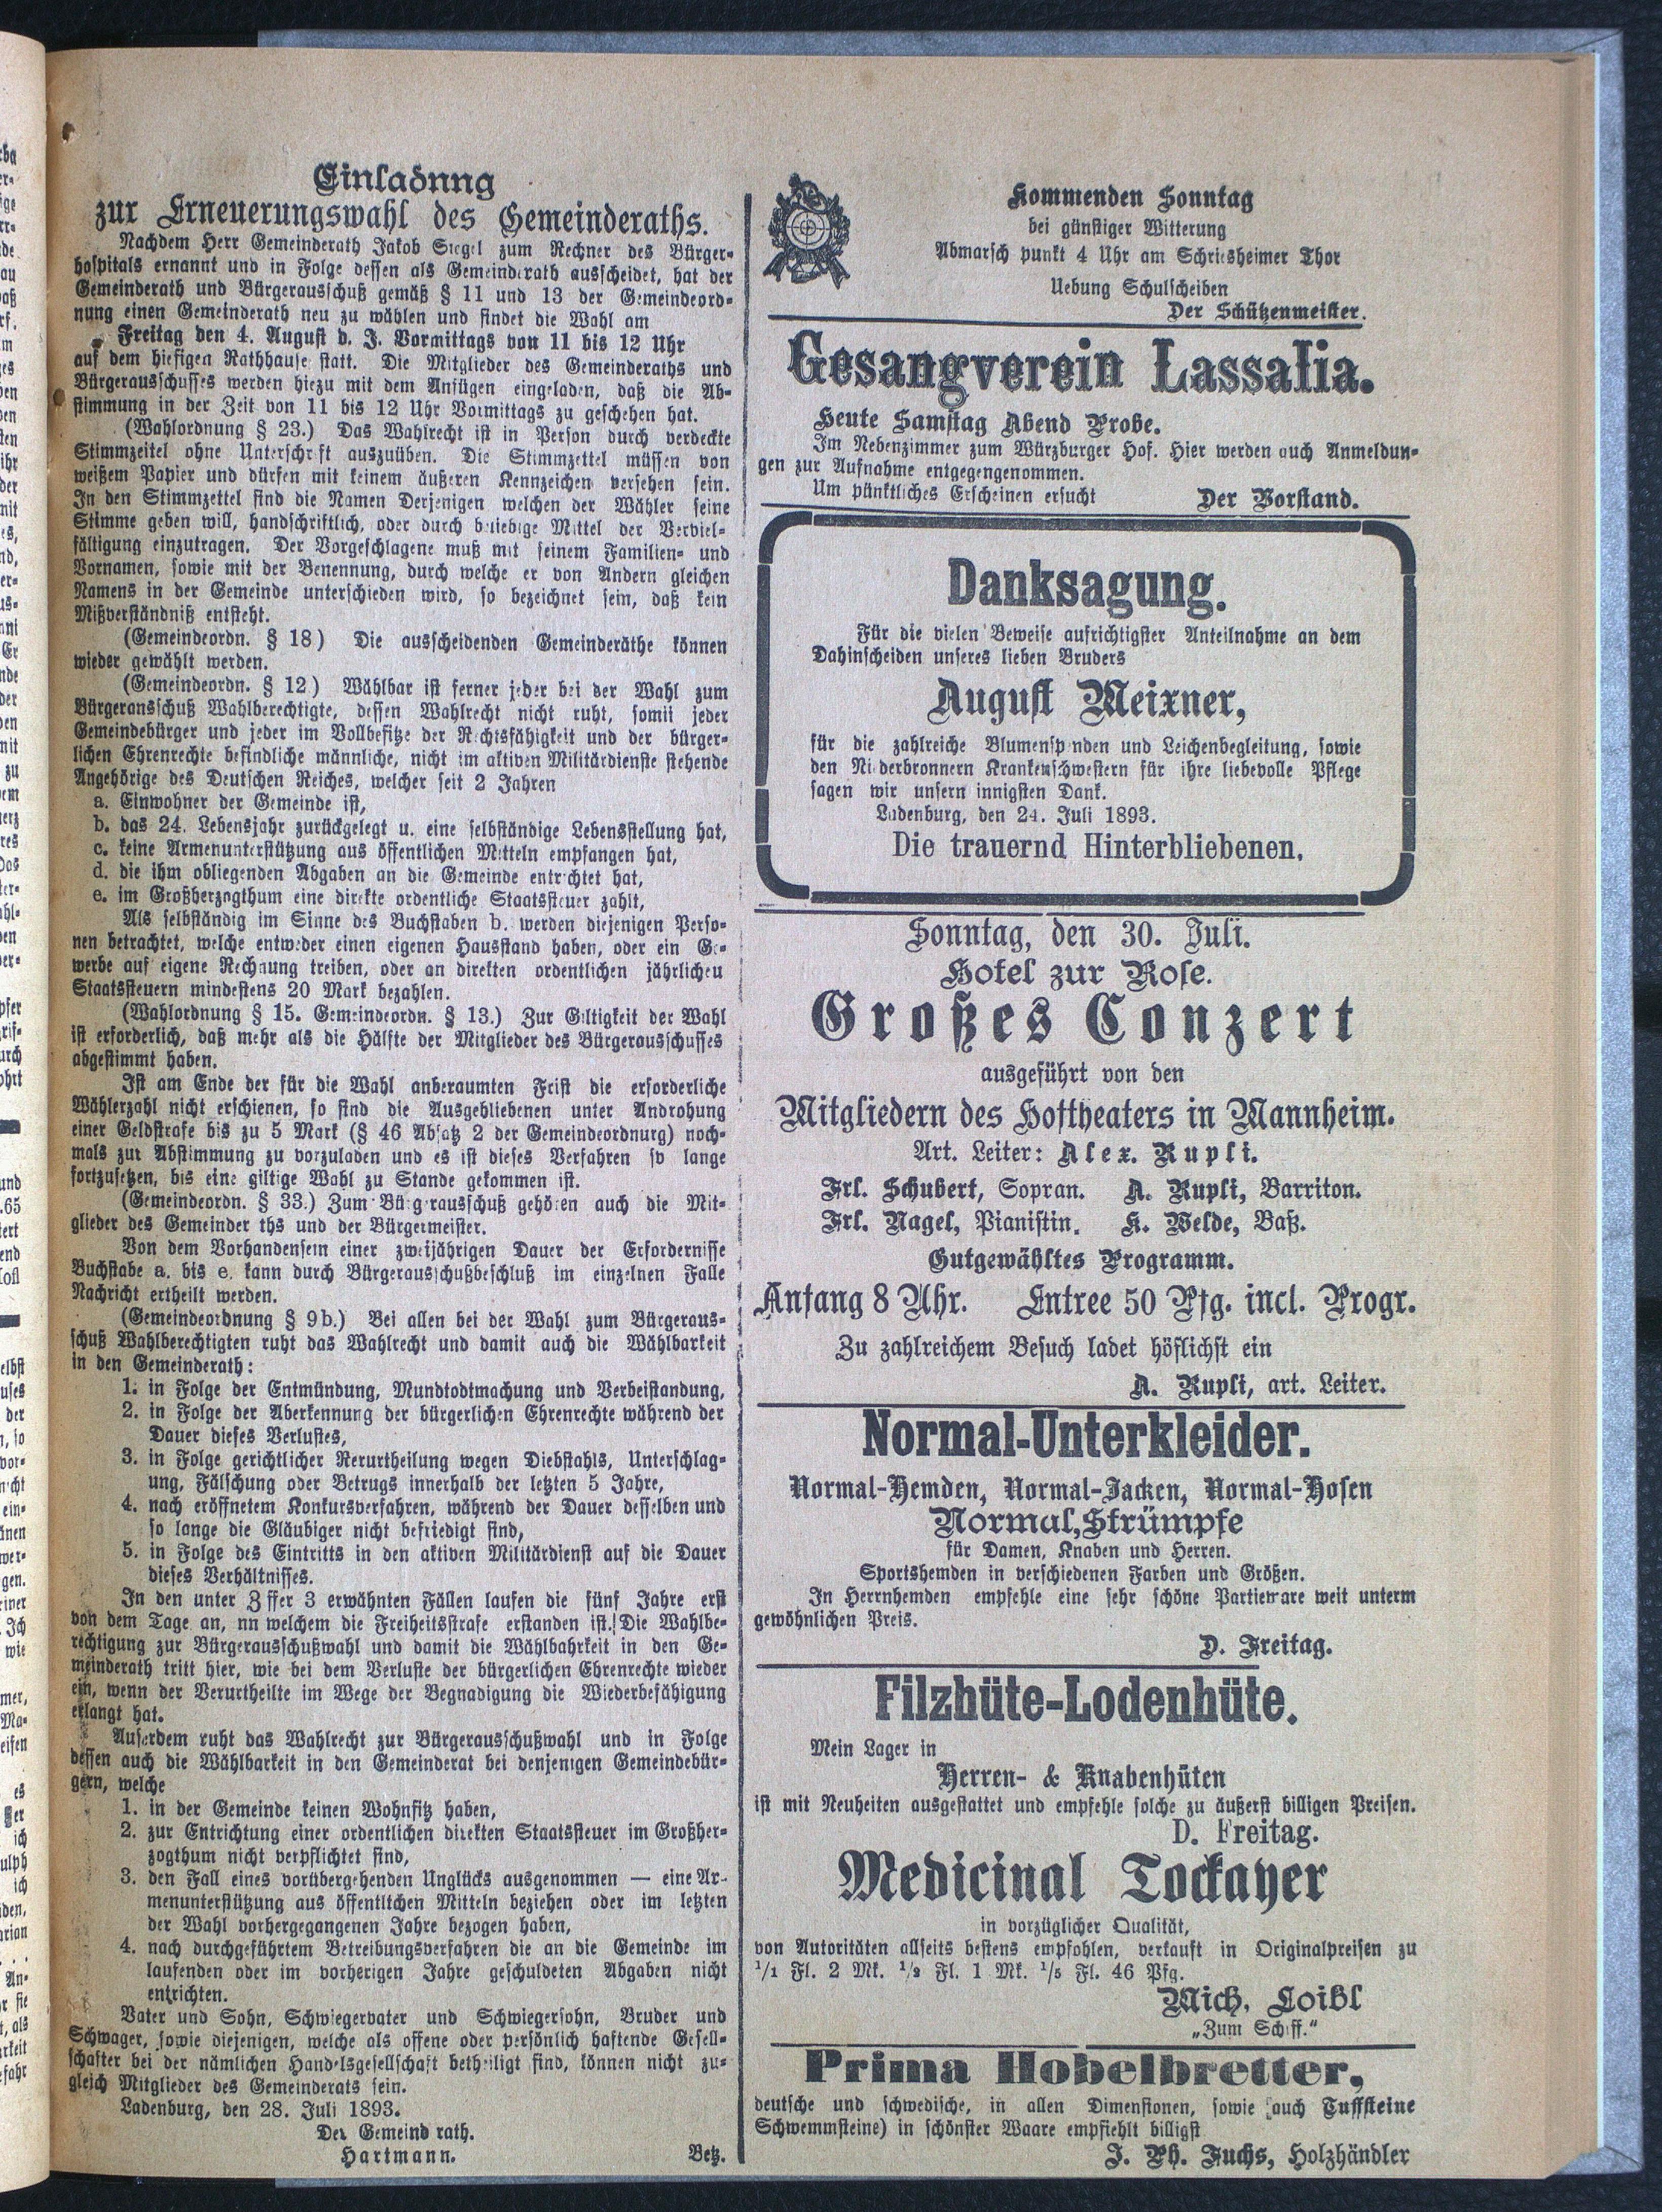 Einladnng
zur Erneuerungswahl des Gemeinderaths.
Nachdem Herr Gemeinderath Jakob Siegel zum Rechner des Bürger-
hospitals ernannt und in Folge dessen als Gemeinderath ausscheidet, hat der
Gemeinderath und Bürgerausschuß gemäß § 11 und 13 der Gemeindeord-
nung einen Gemeinderath neu zu wählen und findet die Wahl am
Freitag den 4. August d. J. Vormittags von 11 bis 12 Uhr
auf dem hiesigen Rathhause statt. Die Mitglieder des Gemeinderaths und
Bürgerausschusses werden hiezu mit dem Anfügen eingeladen, daß die Ab-
stimmung in der Zeit von 11 bis 12 Uhr Vormittags zu geschehen hat.
(Wahlordnung § 23.) Das Wahlrecht ist in Person durch verdeckte
Stimmzettel ohne Unterschrift auszuüben. Die Stimmzettel müssen von
weißem Papier und dürfen mit keinem äußeren Kennzeichen versehen sein.
In den Stimmzettel sind die Namen Derjenigen welchen der Wähler seine
Stimme geben will, handschriftlich, oder durch beliebige Mittel der Verviel-
fältigung einzutragen. Der Vorgeschlagene muß mit seinem Familien- und
Vornamen, sowie mit der Benennung, durch welche er von Andern gleichen
Namens in der Gemeinde unterschieden wird, so bezeichnet sein, daß kein
Mißverständniß entsteht.
(Gemeindeordn. § 18) Die ausscheidenden Gemeinderäthe können
wieder gewählt werden.
(Gemeindeordn. § 12) Wählbar ist ferner jeder bei der Wahl zum
Bürgeransschuß Wahlberechtigte, dessen Wahlrecht nicht ruht, somit jeder
Gemeindebürger und jeder im Vollbesitze der Rechtsfähigkeit und der bürger-
lichen Ehrenrechte befindliche männliche, nicht im aktiven Militärdienste stehende
Angehörige des Deutschen Reiches, welcher seit 2 Jahren
a. Einwohner der Gemeinde ist,
b. das 24. Lebensjahr zurückgelegt u. eine selbständige Lebensstellung hat,
c. keine Armenunterstützung aus öffentlichen Mitteln empfangen hat,
d. die ihm obliegenden Abgaben an die Gemeinde entrichtet hat,
e. im Großherzogthum eine direkte ordentliche Staatssteuer zahlt,
Als selbständig im Sinne des Buchstaben b. werden diejenigen Perso-
nen betrachtet, welche entweder einen eigenen Hausstand haben, oder ein Ge-
werbe auf eigene Rechnung treiben, oder an direkten ordentlichen jährlicheu
Staatssteuern mindestens 20 Mark bezahlen.
(Wahlordnung § 15. Gemeindeordn. § 13.) Zur Giltigkeit der Wahl
ist erforderlich, daß mehr als die Hälfte der Mitglieder des Bürgerausschusses
abgestimmt haben.
Ist am Ende der für die Wahl anberaumten Frist die erforderliche
Wählerzahl nicht erschienen, so sind die Ausgebliebenen unter Androhung
einer Geldstrafe bis zu 5 Mark (§ 46 Absatz 2 der Gemeindeordnurg) noch-
mals zur Abstimmung zu vorzuladen und es ist dieses Verfahren so lange
fortzusetzen, bis eine giltige Wahl zu Stande gekommen ist.
(Gemeindeordn. § 33.) Zum Bürgerausschuß gehören auch die Mit-
glieder des Gemeinder ths und der Bürgermeister.
Von dem Vorhandensein einer zweijährigen Dauer der Erfordernisse
Buchstabe a. bis e. kann durch Bürgerausschußbeschluß im einzelnen Falle
Nachricht ertheilt werden.
(Gemeindeordnung § 9b.) Bei allen bei der Wahl zum Bürgeraus-
schuß Wahlberechtigten ruht das Wahlrecht und damit auch die Wählbarkeit
in den Gemeinderath:
1. in Folge der Entmündung, Mundtodtmachung und Verbeistandung,
2. in Folge der Aberkennung der bürgerlichen Ehrenrechte während der
Dauer dieses Verlustes,
3. in Folge gerichtlicher Rerurtheilung wegen Diebstahls, Unterschlag-
ung, Fälschung oder Betrugs innerhalb der letzten 5 Jahre,
4. nach eröffnetem Konkursverfahren, während der Dauer desselben und
so lange die Gläubiger nicht befriedigt sind,
5. in Folge des Eintritts in den aktiven Militärdienst auf die Dauer
dieses Verhältnisses.
In den unter Ziffer 3 erwähnten Fällen laufen die fünf Jahre erst
von dem Tage an, nn welchem die Freiheitsstrafe erstanden ist. Die Wahlbe-
rechtigung zur Bürgerausschußwahl und damit die Wählbahrkeit in den Ge-
meinderath tritt hier, wie bei dem Verluste der bürgerlichen Ehrenrechte wieder
ein, wenn der Verurtheilte im Wege der Begnadigung die Wiederbefähigung
erlangt hat.
Außerdem ruht das Wahlrecht zur Bürgerausschußwahl und in Folge
dessen auch die Wählbarkeit in den Gemeinderat bei denjenigen Gemeindebür-
gern, welche
1. in der Gemeinde keinen Wohnsitz haben,
2. zur Entrichtung einer ordentlichen direkten Staatssteuer im Großher-
zogthum nicht verpflichtet sind,
3. den Fall eines vorübergehenden Unglücks ausgenommen — eine Ar-
menunterstützung aus öffentltchen Mitteln beziehen oder im letzten
der Wahl vorhergegangenen Jahre bezogen haben,
4. nach durchgeführtem Betreibungsverfahren die an die Gemeinde im
laufenden oder im vorherigen Jahre geschuldeten Abgaben nicht
entrichten.
Vater und Sohn, Schwiegervater und Schwiegersohn, Bruder und
Schwager, sowie diejenigen, welche als offene oder persönlich haftende Gesell-
schafter bei der nämlichen Handelsgesellschaft betheiligt sind, können nicht zu-
gleich Mitglieder des Gemeinderats sein.
Ladenburg, den 28. Juli 1893.
Der Gemeind rath.
Hartmann. Betz.
Kommenden Sonntag
bei günstiger Witterung
Abmarsch punkt 4 Uhr am Schriesheimer Thor
Uebung Schulscheiben
Der Schützenmeister.
Gesangverein Lassalia.
Heute Samstag Abend Probe.
Im Nebenzimmer zum Würzburger Hof. Hier werden auch Anmeldun-
gen zur Aufnahme entgegengenommen.
Um pünktliches Erscheinen ersucht Der Vorstand.
Danksagung.
Für die vielen Beweise aufrichtigster Anteilnahme an dem
Dahinscheiden unseres lieben Bruders
August Meixner,
für die zahlreiche Blumensp nden und Leichenbegleitung, sowie
den Niederbronnern Krankenschwestern für ihre liebevolle Pflege
sagen wir unsern innigsten Dank.
Ladenburg, den 24. Juli 1893.
Die trauernd Hinterbliebenen.
Sonntag, den 30. Juli.
Hotel zur Rose.
Großes Conzert
ausgeführt von den
Mitgliedern des Hoftheaters in Mannheim.
Art. Leiter: Alex. Rupli.
Frl. Schubert, Sopran. A. Rupli, Barriton.
Frl. Nagel, Pianistin. K. Welde, Baß.
Gutgewähltes Programm.
Anfang 8 Uhr. Entree 50 Pfg. incl. Progr.
Zu zahlreichem Besuch ladet höflichst ein
A. Rupli, art. Leiter.
Normal-Unterkleider.
Normal-Hemden, Normal-Jacken, Normal-Hosen
Normal,Strümpfe
für Damen, Knaben und Herren.
Sportshemden in verschiedenen Farben und Größen.
In Herrnhemden empfehle eine sehr schöne Partieware weit unterm
gewöhnlichen Preis.
D. Freitag.
Filzhüte-Lodenhüte.
Mein Lager in
Herren- & Knabenhüten
ist mit Neuheiten ausgestattet und empfehle solche zu äußerst billigen Preisen.
D. Freitag.
Medicinal Tockayer
in vorzüglicher Qualität,
von Autoritäten allseits bestens empfohlen, verkauft in Originalpreisen zu
1/1 Fl. 2 Mk. 1/2 Fl. 1 Mk. 1/5 Fl. 46 Pfg.
Mich. Loibl
„Zum Schiff."
Prima Hobelbretter,
deutsche und schwedische, in allen Dimensionen, sowie auch Tuffsteine
Schwemmsteine) in schönster Waare empfiehlt billigst
J. Ph. Fuchs, Holzhändler